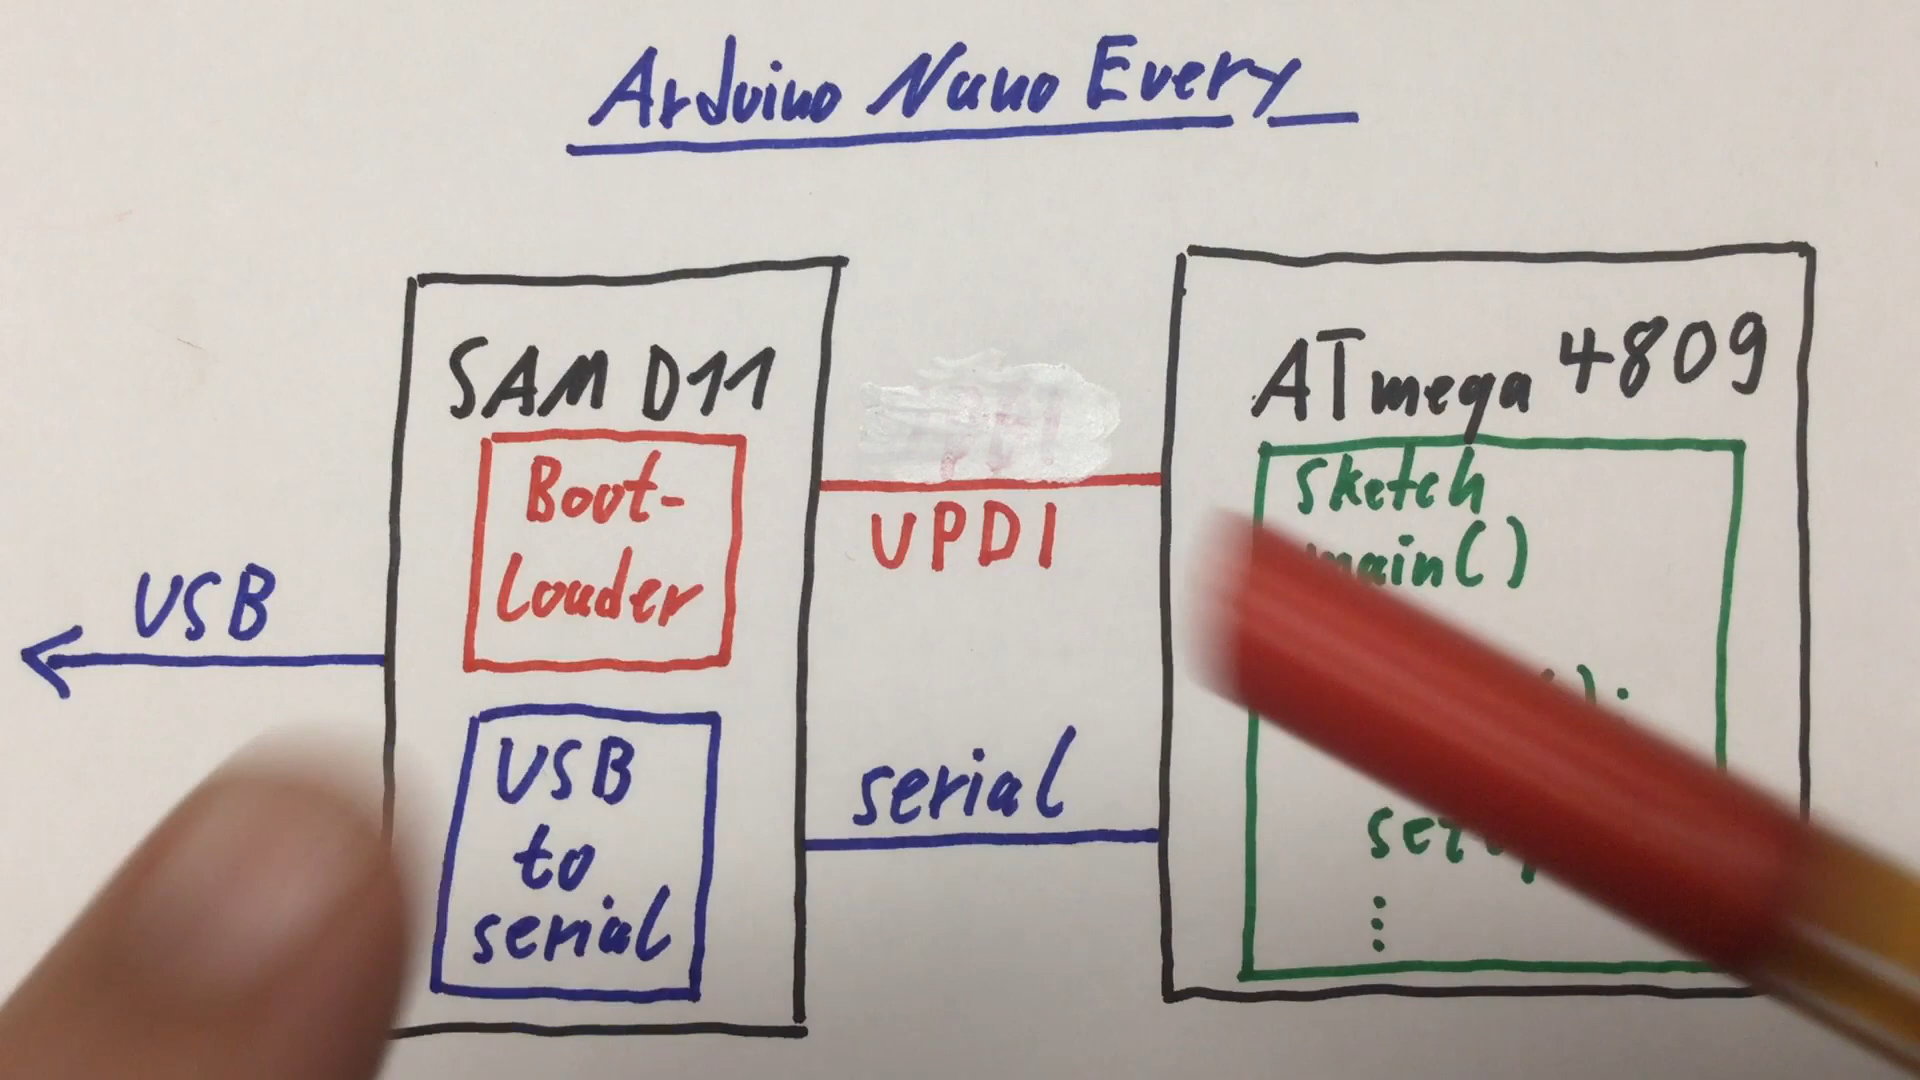 Arduino Nano Every
SAM D11
Boot-
Loader
USB
USB
to
serial
UPDI
serial
ATmega 4809
Sketch
main()